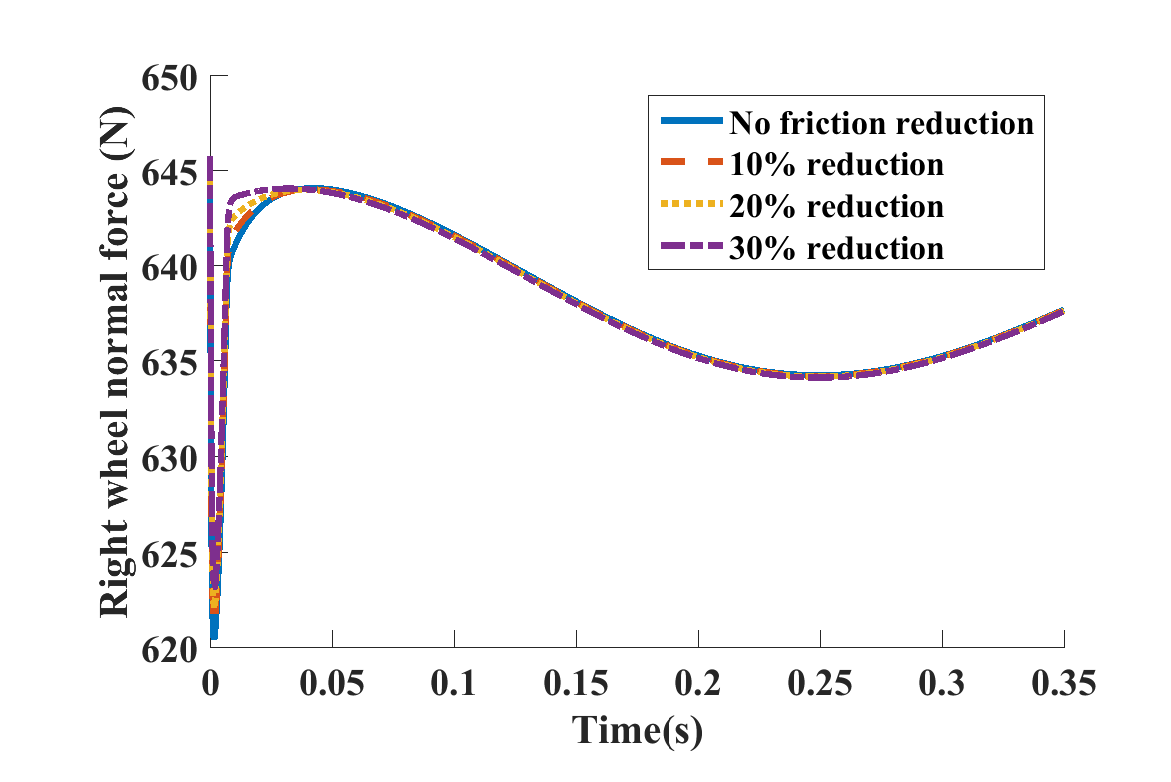 Right wheel normal force (N)
650
645
640
635
630
625
620
No friction reduction
10% reduction
20% reduction
30% reduction
0
0.05
0.1
0.15
0.2
0.25
0.3
0.35
Time(s)